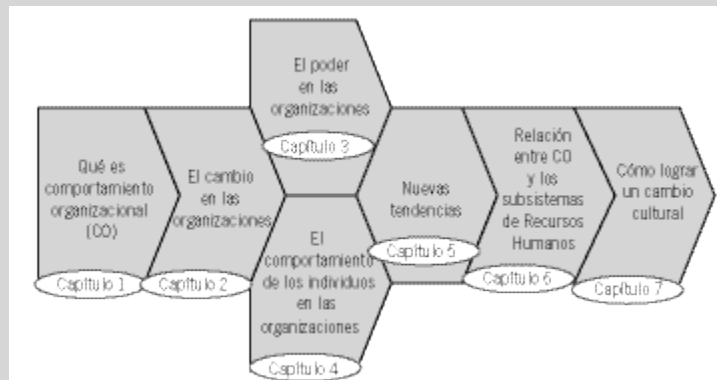 Qué es
comportamiento
organizacional
(CO)
Capítulo 1
El cambio
en las
organizaciones
Capítulo 2
El poder
en las
organizaciones
Capítulo 3
El
comportamiento
de los individuos
en las
organizaciones
Capítulo 4
Nuevas
tendencias
Capítulo 5
Relación
entre CO
y los
subsistemas
de Recursos
Humanos
Capítulo 6
Cómo lograr
un cambio
cultural
Capítulo 7